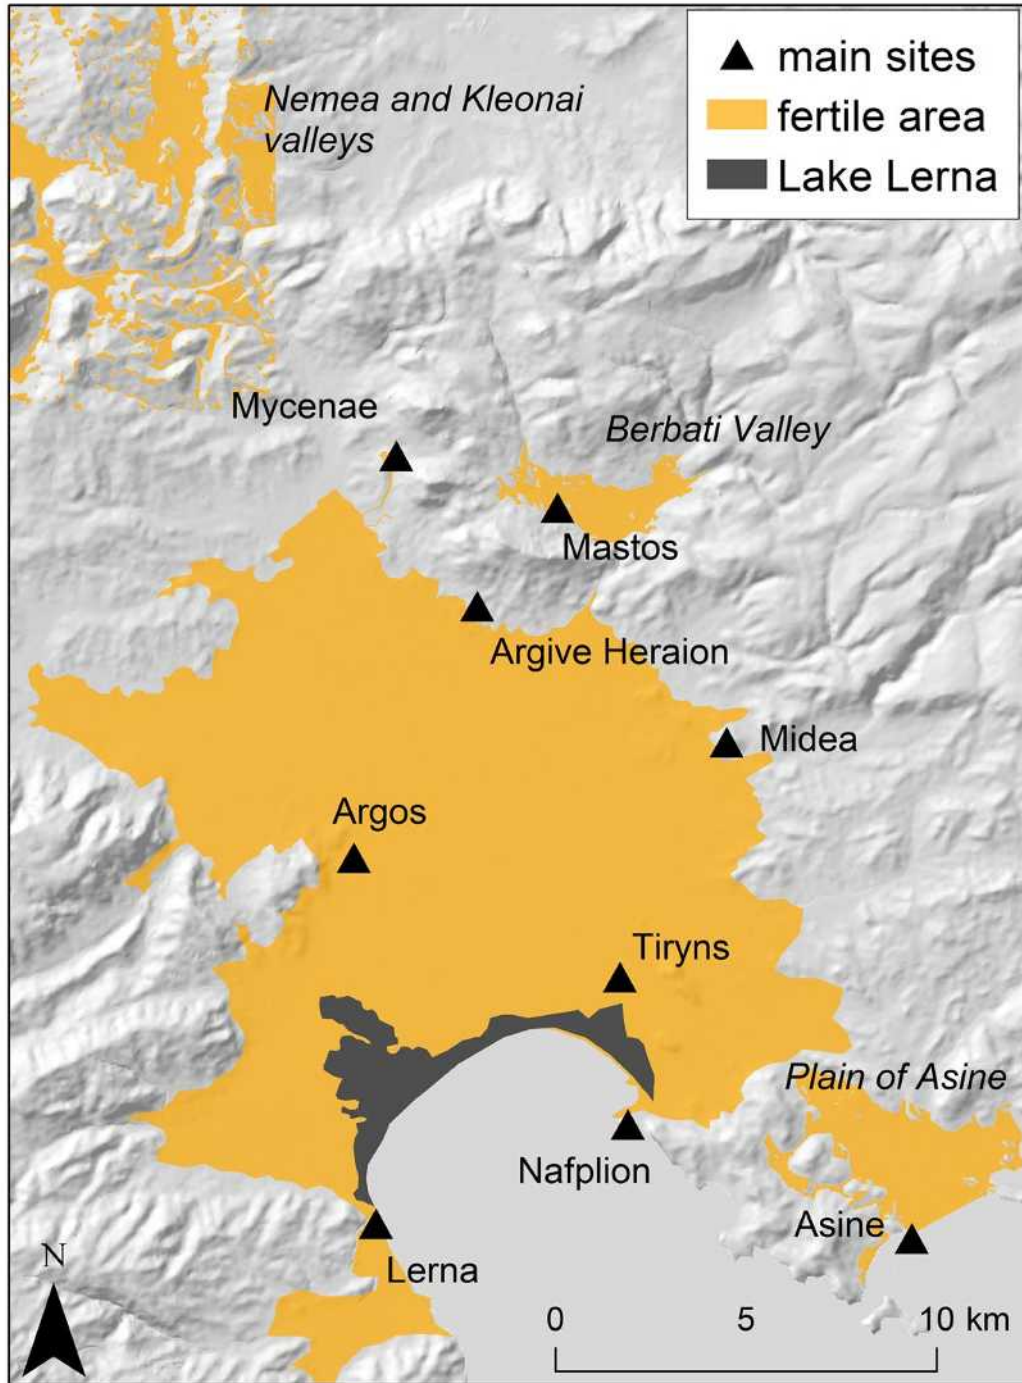 main sites
fertile area
Lake Lerna
Nemea and Kleonai
valleys
Mycenae
Berbati Valley
Mastos
Argive Heraion
Midea
Argos
Tiryns
Plain of Asine
Nafplion
Asine
Lerna
N
0 5 10 km